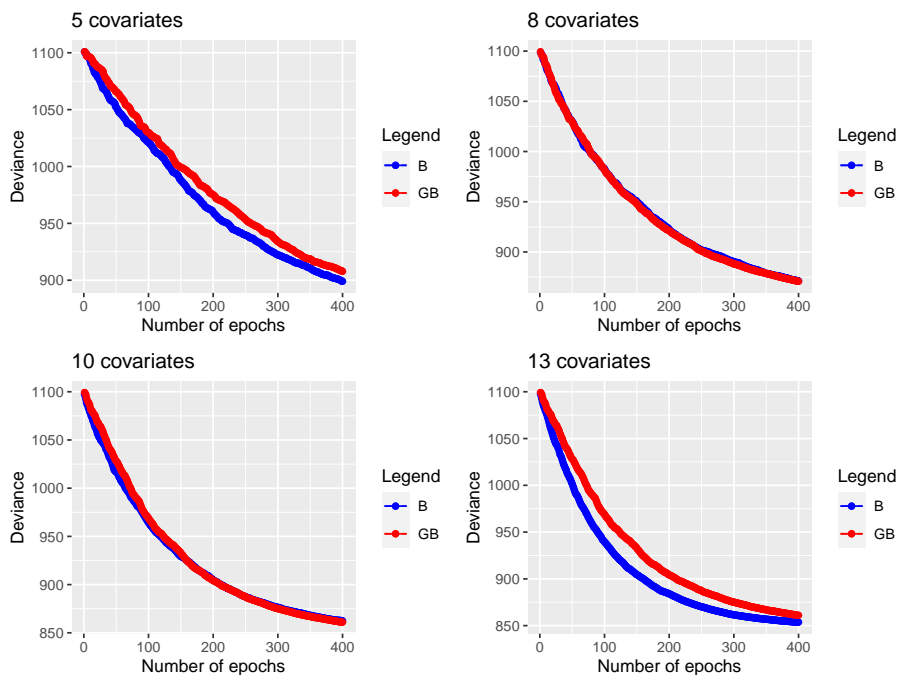 5 covariates
1100
1050
1000
950
900
Deviance
0 100 200 300 400
Number of epochs
Legend
B
GB
8 covariates
1100
1050
1000
950
900
Deviance
0 100 200 300 400
Number of epochs
Legend
B
GB
10 covariates
1100
1050
1000
950
900
850
Deviance
0 100 200 300 400
Number of epochs
Legend
B
GB
13 covariates
1100
1050
1000
950
900
850
Deviance
0 100 200 300 400
Number of epochs
Legend
B
GB